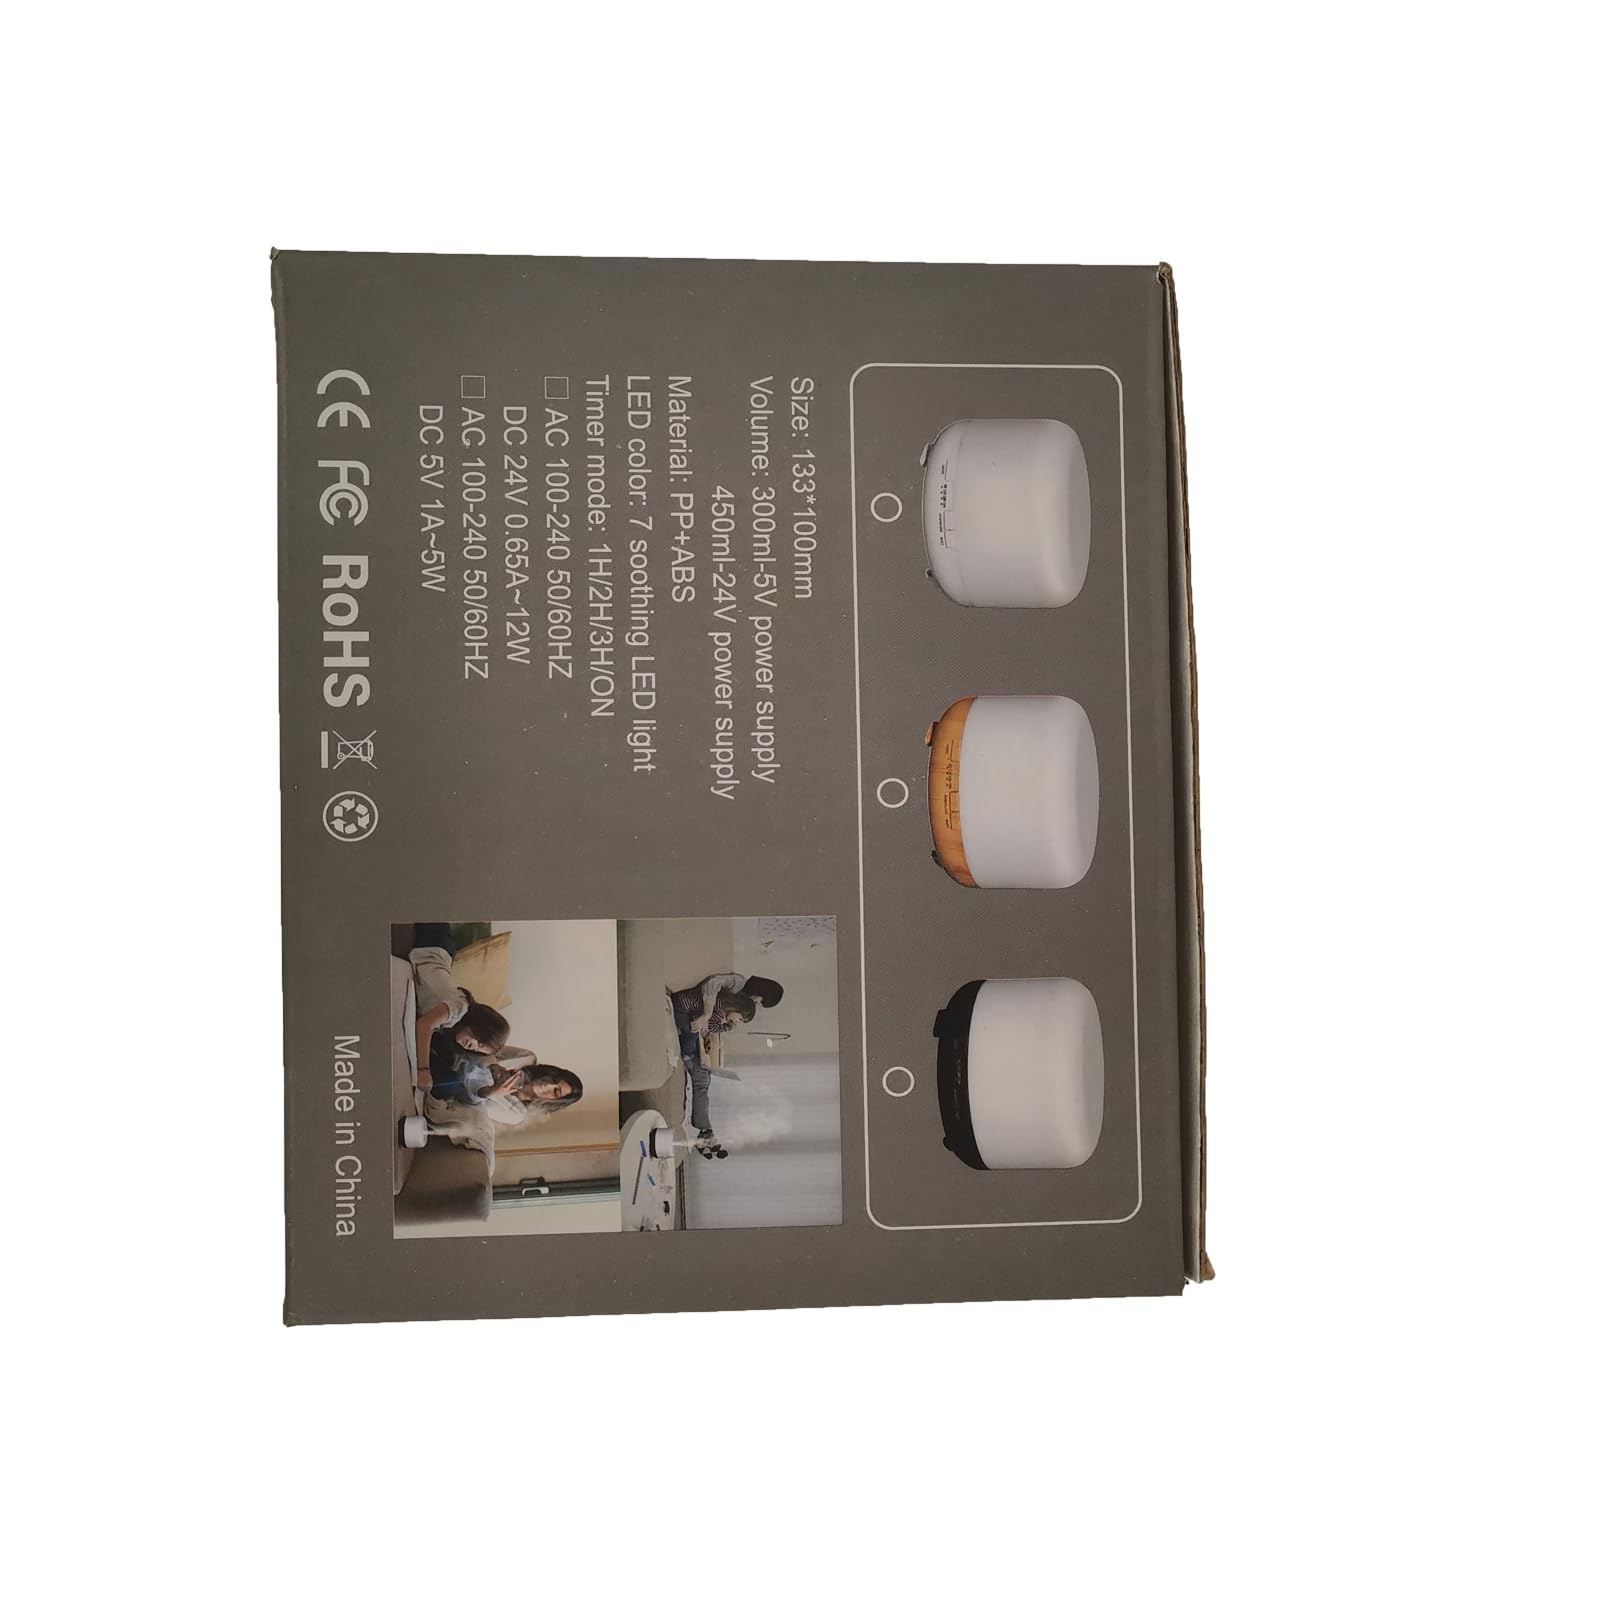 Size: 133*100mm
Volume: 300ml-5V power supply
450ml-24V power supply
Material: PP+ABS
LED color: 7 soothing LED light
Timer mode: 1H/2H/3H/ON
AC 100-240 50/60HZ
DC 24V 0.65A~12W
AC 100-240 50/60HZ
DC 5V 1A~5W
CE FC RoHS
Made in China